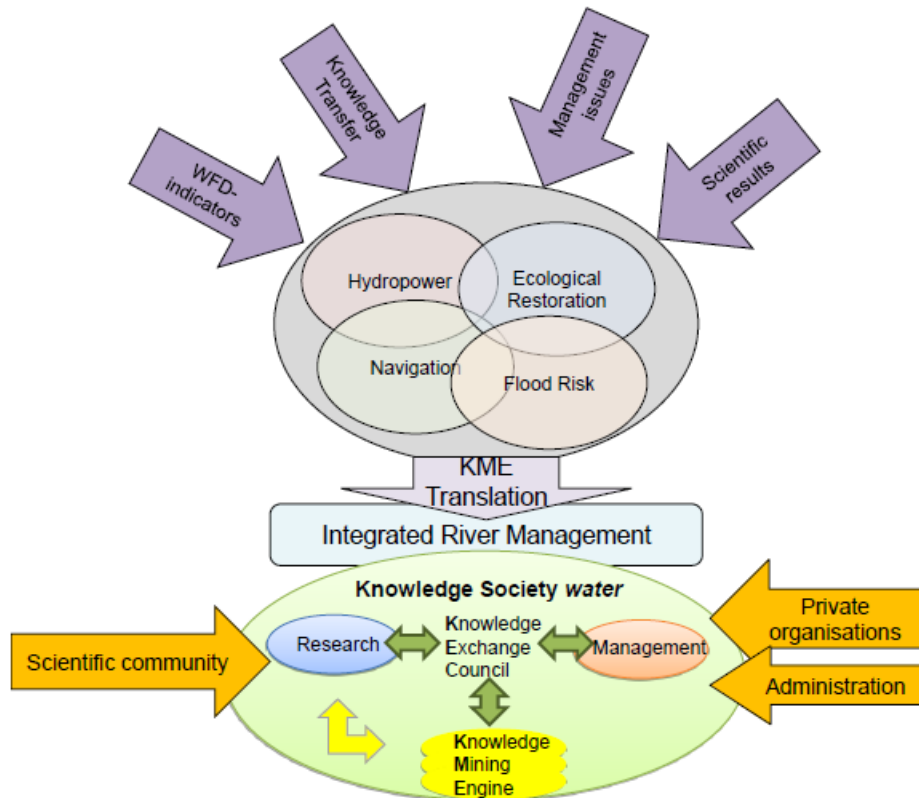 Knowledge
Transfer
Management
issues
WFD-
indicators
Scientific
results
Hydropower
Ecological
Restoration
Navigation
Flood Risk
KME
Translation
Integrated River Management
Knowledge Society water
Private
organisations
Research
Knowledge
Exchange
Council
Management
Scientific community
Administration
Knowledge
Mining
Engine